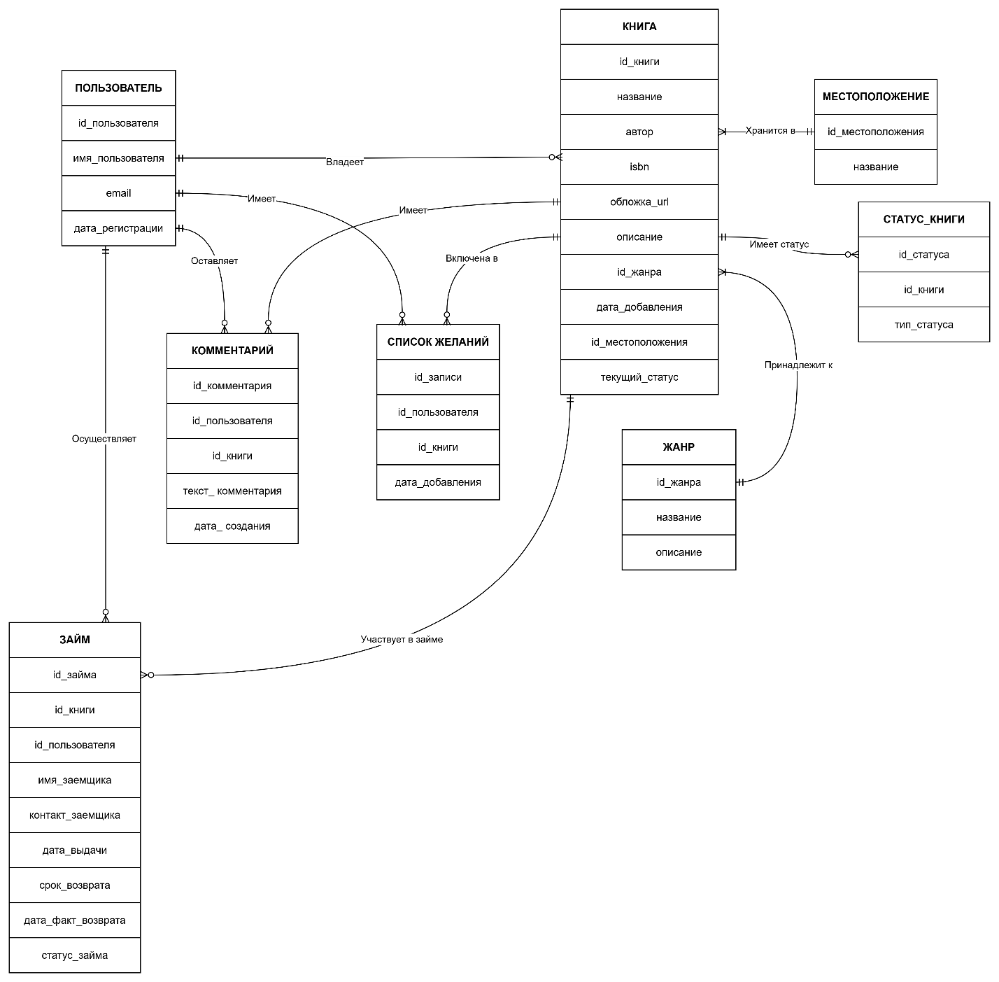 КНИГА
id_книги
название
автор
isbn
обложка_url
описание
id_жанра
дата_добавления
id_местоположения
текущий_статус
ПОЛЬЗОВАТЕЛЬ
id_пользователя
имя_пользователя
email
дата_регистрации
МЕСТОПОЛОЖЕНИЕ
id_местоположения
название
СТАТУС_КНИГИ
id_статуса
id_книги
тип_статуса
Хранится в
Владеет
Имеет
Имеет
Имеет статус
Оставляет
Включена в
Принадлежит к
Осуществляет
Участвует в займе
КОММЕНТАРИЙ
id_комментария
id_пользователя
id_книги
текст_ комментария
дата_ создания
СПИСОК ЖЕЛАНИЙ
id_записи
id_пользователя
id_книги
дата_добавления
ЖАНР
id_жанра
название
описание
ЗАЙМ
id_займа
id_книги
id_пользователя
имя_заемщика
контакт_заемщика
дата_выдачи
срок_возврата
дата_факт_возврата
статус_займа